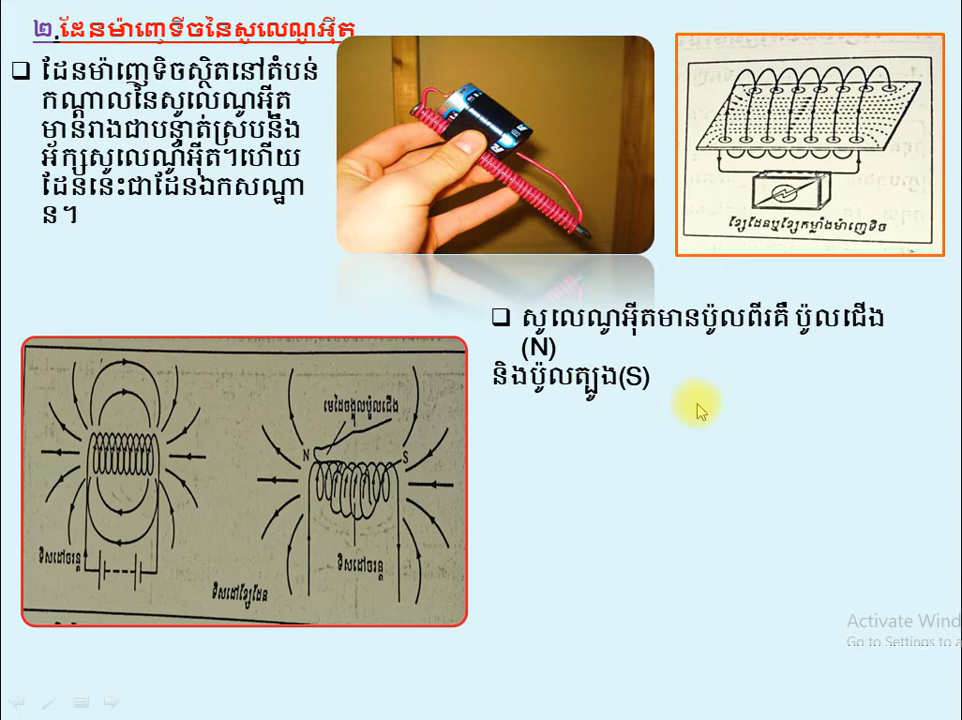 ២.ដែនម៉ាញេទិចនៃសូលេណូអ៊ីត
ដែនម៉ាញេទិចស្ថិតនៅតំបន់
កណ្តាលនៃសូលេណូអ៊ីត
មានរាងជាបន្ទាត់ស្របនឹង
អ័ក្សសូលេណូអ៊ីត។ហើយ
ដែននេះជាដែនឯកសណ្ឋា
ន។
ខ្សែដែនឬខ្សែកម្លាំងម៉ាញេទិច
សូលេណូអ៊ីតមានប៉ូលពីរគឺ ប៉ូលជើង
(N)
និងប៉ូលត្បូង(S)
មេដៃចង្អុលប៉ូលជើង
N
S
ទិសដៅចរន្ត
ទិសដៅចរន្ត
ទិសដៅខ្សែដែន
Activate Wind
Go to Settings to a